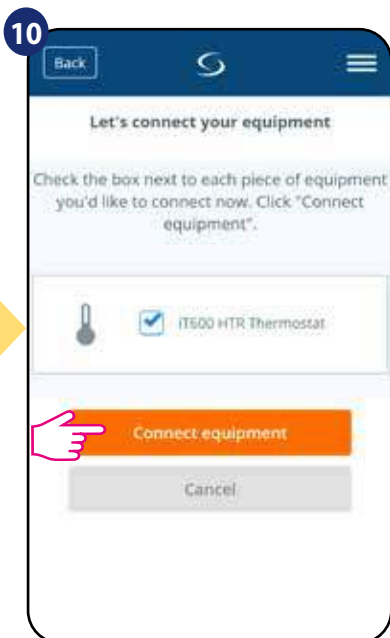 10
Back
Let's connect your equipment
Check the box next to each piece of equipment
you'd like to connect now. Click "Connect
equipment".
iT600 HTR Thermostat
Connect equipment
Cancel